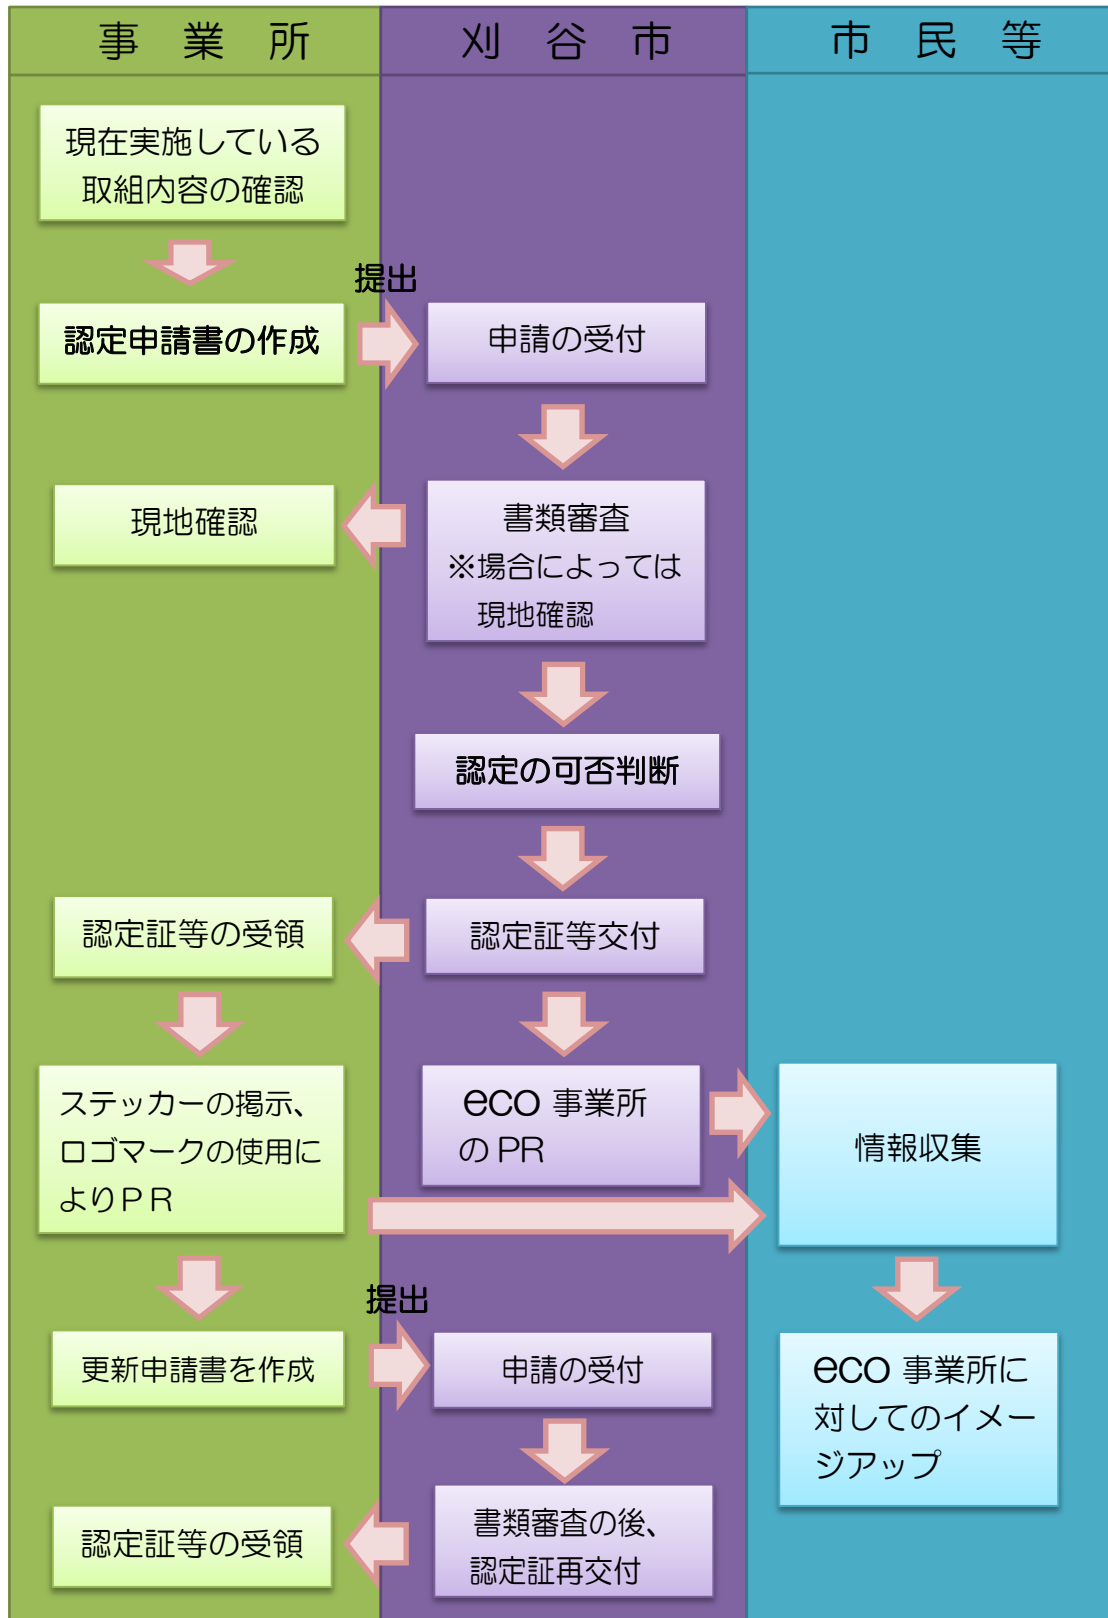 事業所
刈谷市
市民等
現在実施している
取組内容の確認
提出
認定申請書の作成
申請の受付
現地確認
書類審査
※場合によっては
現地確認
認定の可否判断
認定証等の受領
認定証等交付
ステッカーの掲示、
ロゴマークの使用に
よりＰＲ
eco 事業所
の PR
情報収集
提出
更新申請書を作成
申請の受付
eco 事業所に
対してのイメー
ジアップ
認定証等の受領
書類審査の後、
認定証再交付